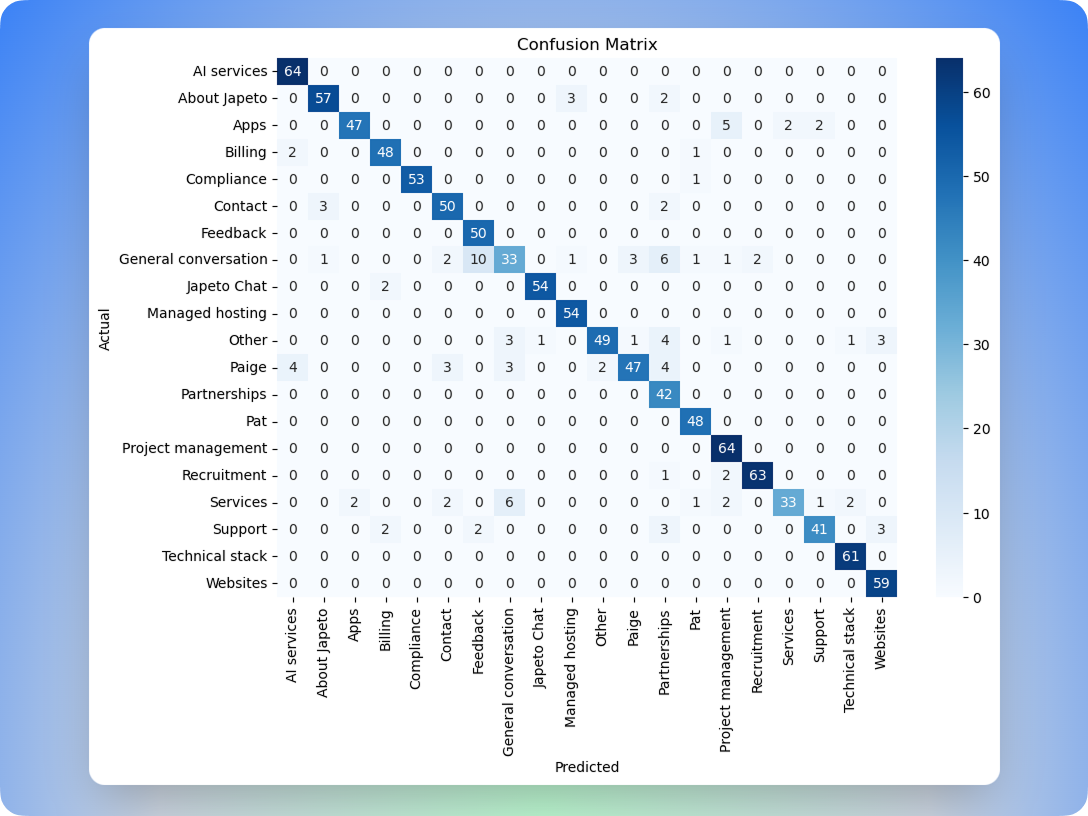 Confusion Matrix
AI services 64 0 0 0 0 0 0 0 0 0 0 0 0 0 0 0 0 0 0 0
About Japeto 0 57 0 0 0 0 0 0 0 3 0 0 2 0 0 0 0 0 0 0
Apps 0 0 47 0 0 0 0 0 0 0 0 0 0 0 5 0 2 2 0 0
Billing 2 0 0 48 0 0 0 0 0 0 0 0 0 1 0 0 0 0 0 0
Compliance 0 0 0 0 53 0 0 0 0 0 0 0 0 1 0 0 0 0 0 0
Contact 0 3 0 0 0 50 0 0 0 0 0 0 2 0 0 0 0 0 0 0
Feedback 0 0 0 0 0 0 50 0 0 0 0 0 0 0 0 0 0 0 0 0
General conversation 0 1 0 0 0 2 10 33 0 1 0 3 6 1 1 2 0 0 0 0
Japeto Chat 0 0 0 2 0 0 0 0 54 0 0 0 0 0 0 0 0 0 0 0
Managed hosting 0 0 0 0 0 0 0 0 0 54 0 0 0 0 0 0 0 0 0 0
Other 0 0 0 0 0 0 0 3 1 0 49 1 4 0 1 0 0 0 1 3
Paige 4 0 0 0 0 3 0 3 0 0 2 47 4 0 0 0 0 0 0 0
Partnerships 0 0 0 0 0 0 0 0 0 0 0 0 42 0 0 0 0 0 0 0
Pat 0 0 0 0 0 0 0 0 0 0 0 0 0 48 0 0 0 0 0 0
Project management 0 0 0 0 0 0 0 0 0 0 0 0 0 0 64 0 0 0 0 0
Recruitment 0 0 0 0 0 0 0 0 0 0 0 0 1 0 2 63 0 0 0 0
Services 0 0 2 0 0 2 0 6 0 0 0 0 0 1 2 0 33 1 2 0
Support 0 0 0 2 0 0 2 0 0 0 0 0 3 0 0 0 0 41 0 3
Technical stack 0 0 0 0 0 0 0 0 0 0 0 0 0 0 0 0 0 0 61 0
Websites 0 0 0 0 0 0 0 0 0 0 0 0 0 0 0 0 0 0 0 59
Actual
AI services
About Japeto
Apps
Billing
Compliance
Contact
Feedback
General conversation
Japeto Chat
Managed hosting
Other
Paige
Partnerships
Pat
Project management
Recruitment
Services
Support
Technical stack
Websites
Predicted
60
50
40
30
20
10
0